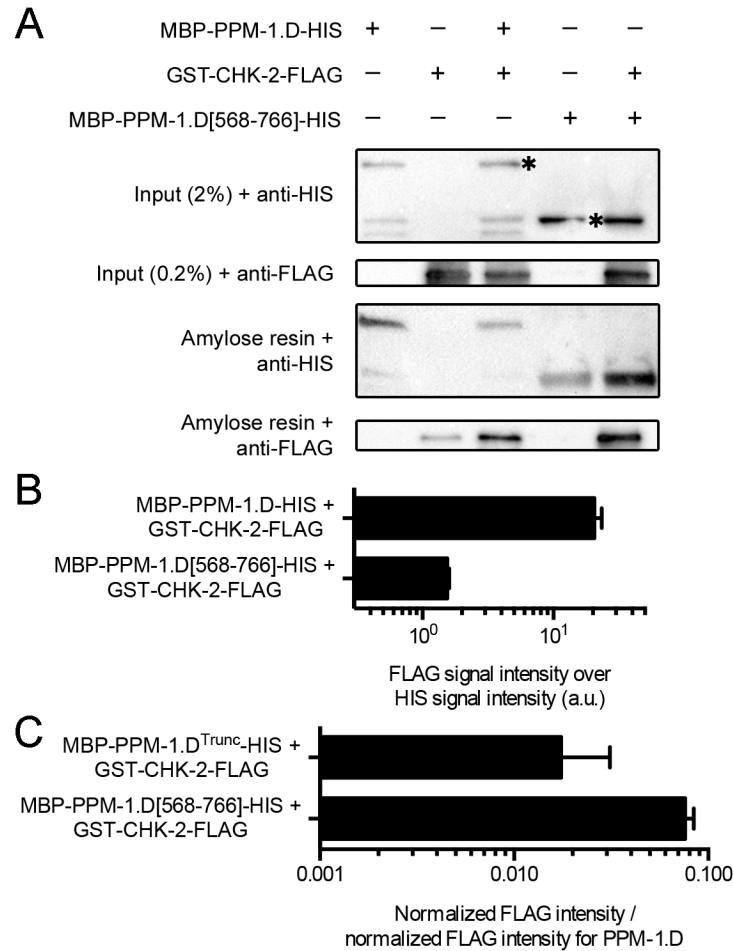 A
MBP-PPM-1.D-HIS + − + − −
GST-CHK-2-FLAG − + + − +
MBP-PPM-1.D[568-766]-HIS − − − + +
Input (2%) + anti-HIS
*
*
Input (0.2%) + anti-FLAG
Amylose resin +
anti-HIS
Amylose resin +
anti-FLAG
B
MBP-PPM-1.D-HIS +
GST-CHK-2-FLAG
MBP-PPM-1.D[568-766]-HIS +
GST-CHK-2-FLAG
10⁰ 10¹
FLAG signal intensity over
HIS signal intensity (a.u.)
C
MBP-PPM-1.Dᵀʳᵘⁿᶜ-HIS +
GST-CHK-2-FLAG
MBP-PPM-1.D[568-766]-HIS +
GST-CHK-2-FLAG
0.001 0.010 0.100
Normalized FLAG intensity /
normalized FLAG intensity for PPM-1.D